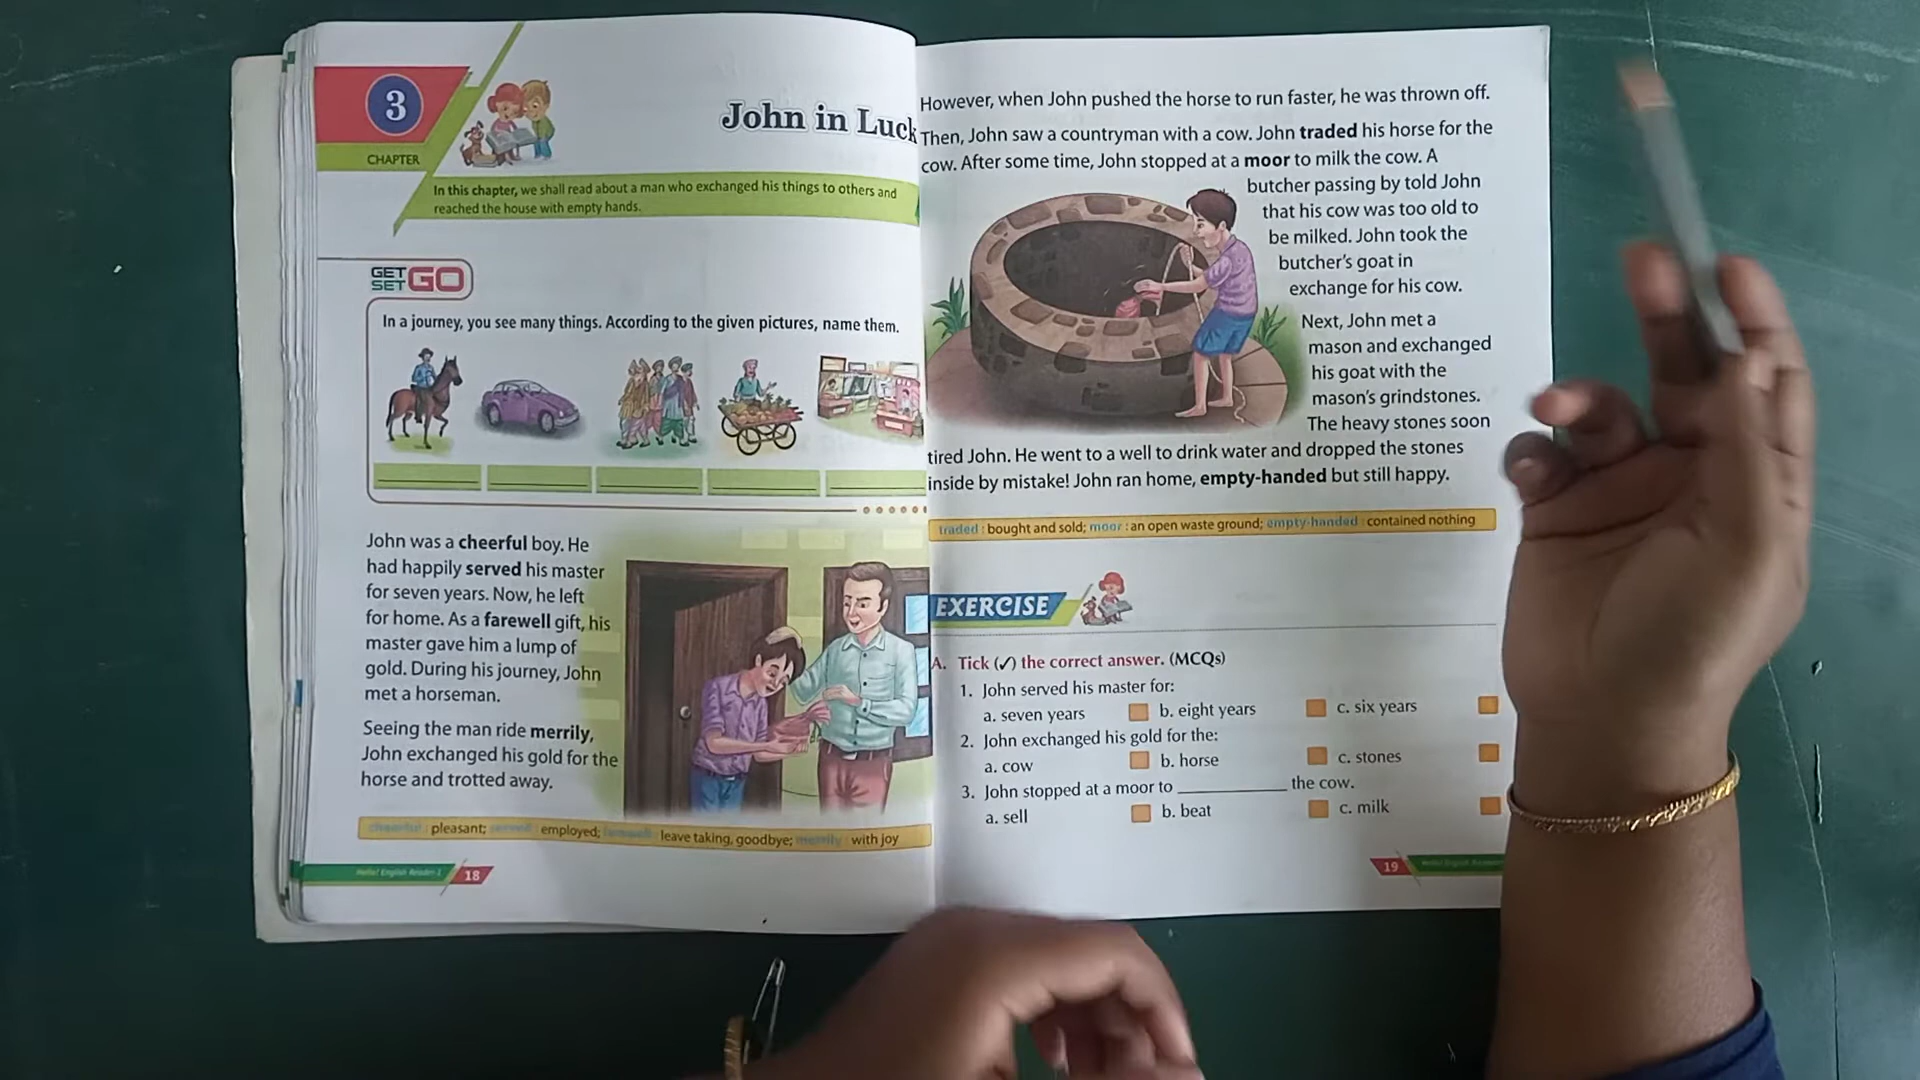 3
CHAPTER
John in Luck
In this chapter, we shall read about a man who exchanged his things to others and
reached the house with empty hands.
GET
SET GO
In a journey, you see many things. According to the given pictures, name them.
John was a cheerful boy. He
had happily served his master
for seven years. Now, he left
for home. As a farewell gift, his
master gave him a lump of
gold. During his journey, John
met a horseman.
Seeing the man ride merrily,
John exchanged his gold for the
horse and trotted away.
cheerful : pleasant; served : employed; farewell : leave taking, goodbye; merrily : with joy
Hello! English Reader-2
18
However, when John pushed the horse to run faster, he was thrown off.
Then, John saw a countryman with a cow. John traded his horse for the
cow. After some time, John stopped at a moor to milk the cow. A
butcher passing by told John
that his cow was too old to
be milked. John took the
butcher's goat in
exchange for his cow.
Next, John met a
mason and exchanged
his goat with the
mason's grindstones.
The heavy stones soon
tired John. He went to a well to drink water and dropped the stones
inside by mistake! John ran home, empty-handed but still happy.
traded : bought and sold; moor : an open waste ground; empty-handed : contained nothing
EXERCISE
A. Tick (✓) the correct answer. (MCQs)
1. John served his master for:
a. seven years b. eight years c. six years
2. John exchanged his gold for the:
a. cow b. horse c. stones
3. John stopped at a moor to __________ the cow.
a. sell b. beat c. milk
19
Hello! English